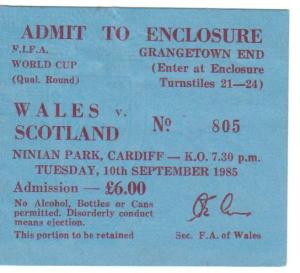 ADMIT TO ENCLOSURE
F.I.F.A. GRANGETOWN END
WORLD CUP (Enter at Enclosure
(Qual. Round) Turnstiles 21—24)
WALES v.
SCOTLAND No 805
NINIAN PARK, CARDIFF — K.O. 7.30 p.m.
TUESDAY, 10th SEPTEMBER 1985
Admission — £6.00
No Alcohol, Bottles or Cans
permitted. Disorderly conduct
means ejection.
This portion to be retained Sec. F.A. of Wales